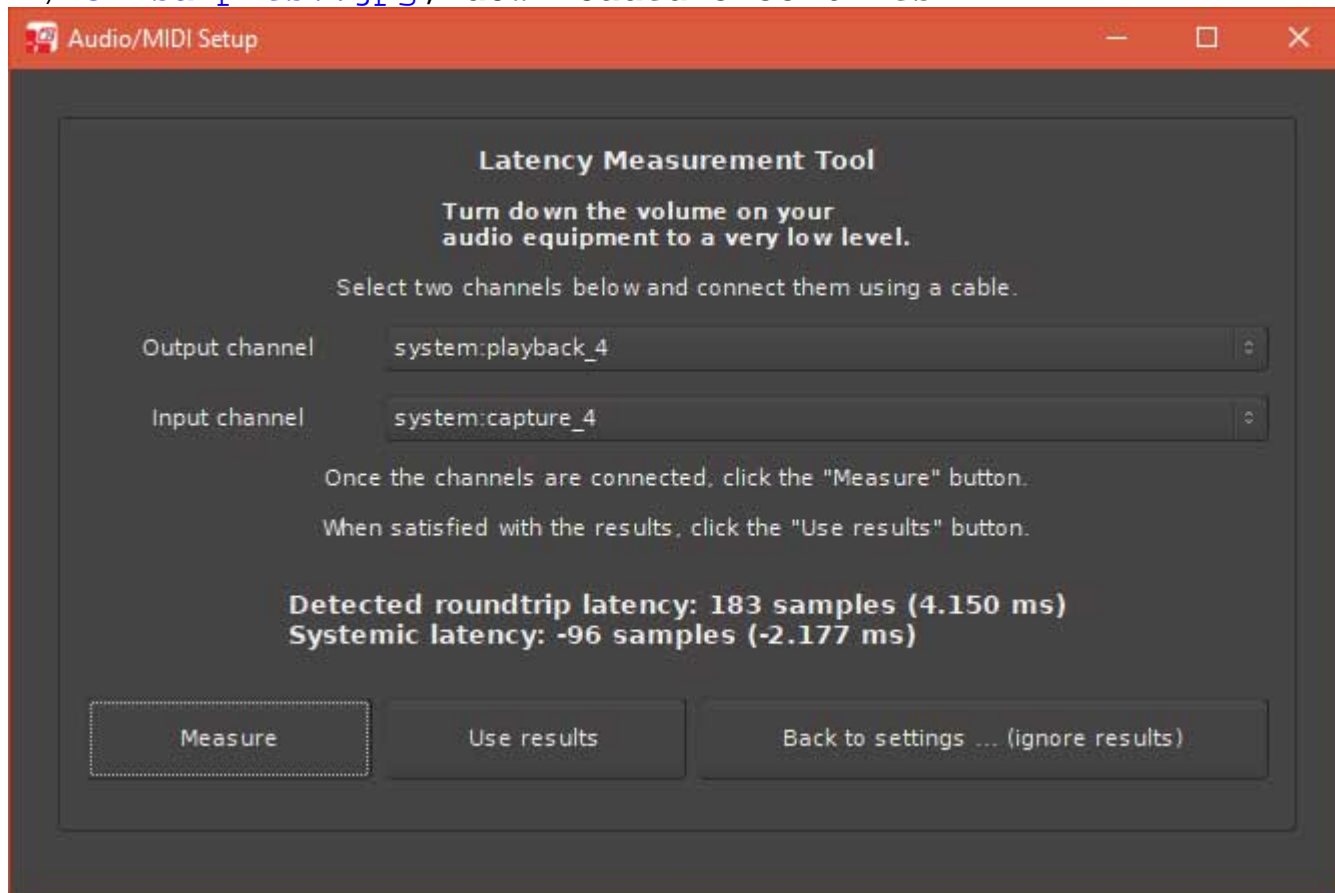 Audio/MIDI Setup
Latency Measurement Tool
Turn down the volume on your
audio equipment to a very low level.
Select two channels below and connect them using a cable.
Output channel system:playback_4
Input channel system:capture_4
Once the channels are connected, click the "Measure" button.
When satisfied with the results, click the "Use results" button.
Detected roundtrip latency: 183 samples (4.150 ms)
Systemic latency: -96 samples (-2.177 ms)
Measure Use results Back to settings ... (ignore results)